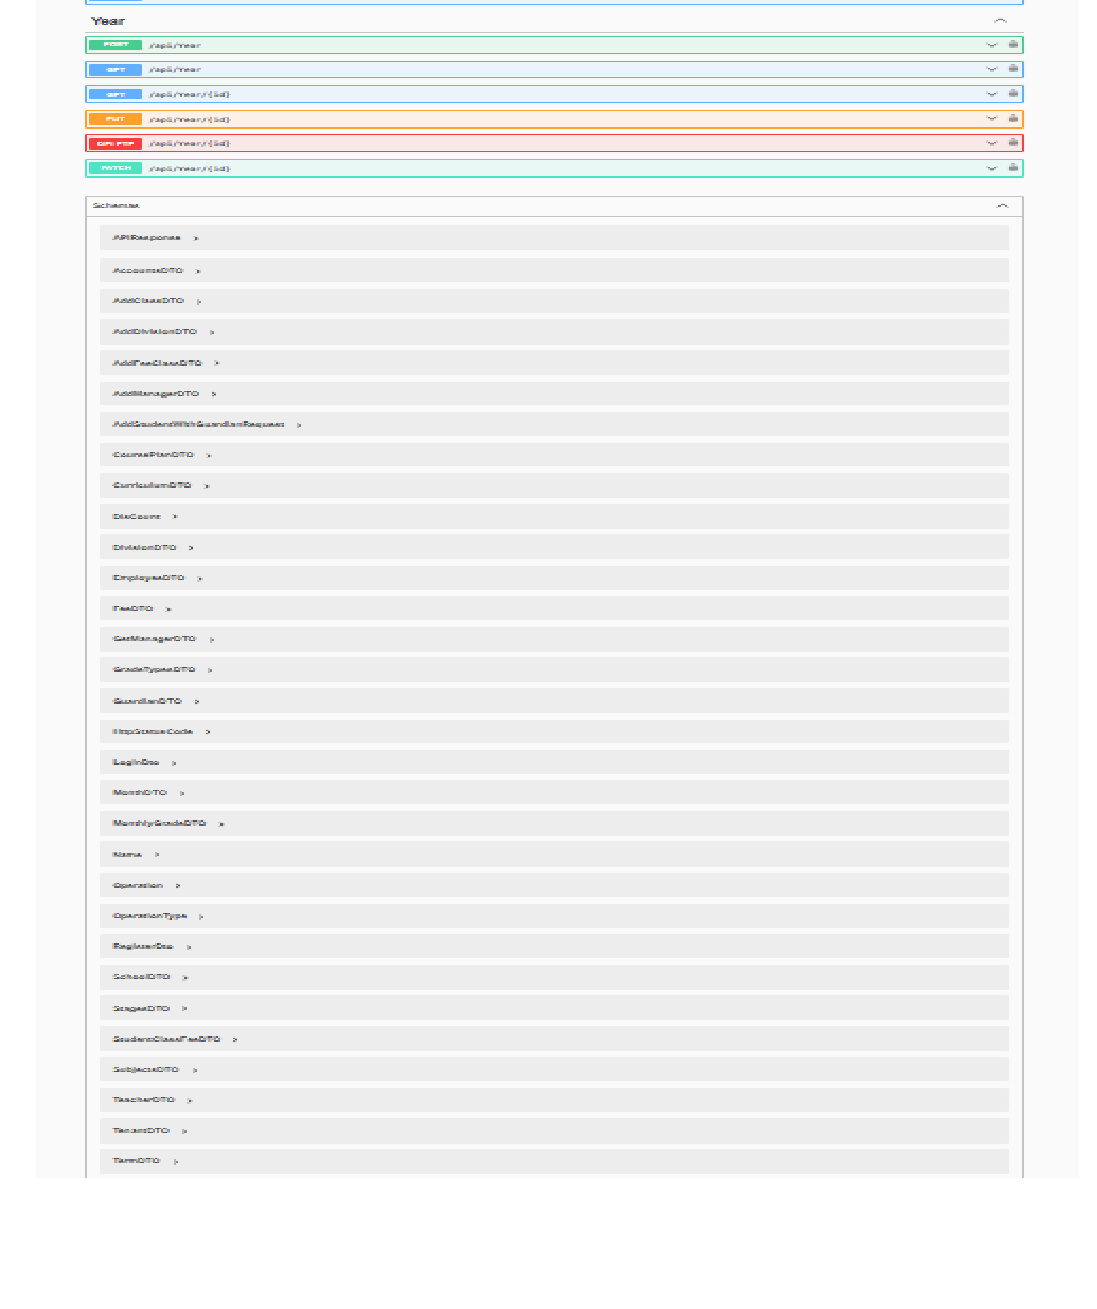 Year
POST /api/Year
GET /api/Year
GET /api/Year/{id}
PUT /api/Year/{id}
DELETE /api/Year/{id}
PATCH /api/Year/{id}
Schemas
APIResponse >
AccountsDTO >
AddClassDTO >
AddDivisionDTO >
AddFeeClassDTO >
AddManagerDTO >
AddStudentWithGuardianRequest >
CoursePlanDTO >
CurriculumDTO >
DisCount >
DivisionDTO >
EmployeeDTO >
FeeDTO >
GetManagerDTO >
GradeTypesDTO >
GuardianDTO >
HttpStatusCode >
LoginDto >
MonthDTO >
MonthlyGradeDTO >
Name >
Operation >
OperationType >
RegisterDto >
SchoolDTO >
StagesDTO >
StudentClassFeeDTO >
SubjectsDTO >
TeacherDTO >
TenantDTO >
TermDTO >